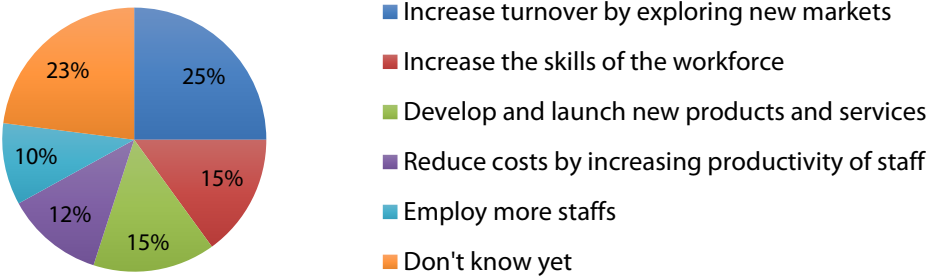 Increase turnover by exploring new markets
23%
25%
Increase the skills of the workforce
Develop and launch new products and services
10%
Reduce costs by increasing productivity of staff
15%
12%
Employ more staffs
15%
Don't know yet